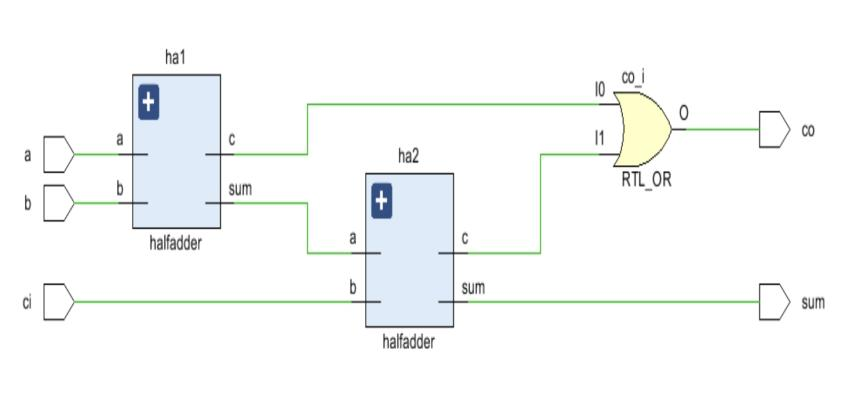 ha1
a
b
c
sum
halfadder
a
b
ci
ha2
a
b
c
sum
halfadder
co_i
I0
I1
O
RTL_OR
co
sum